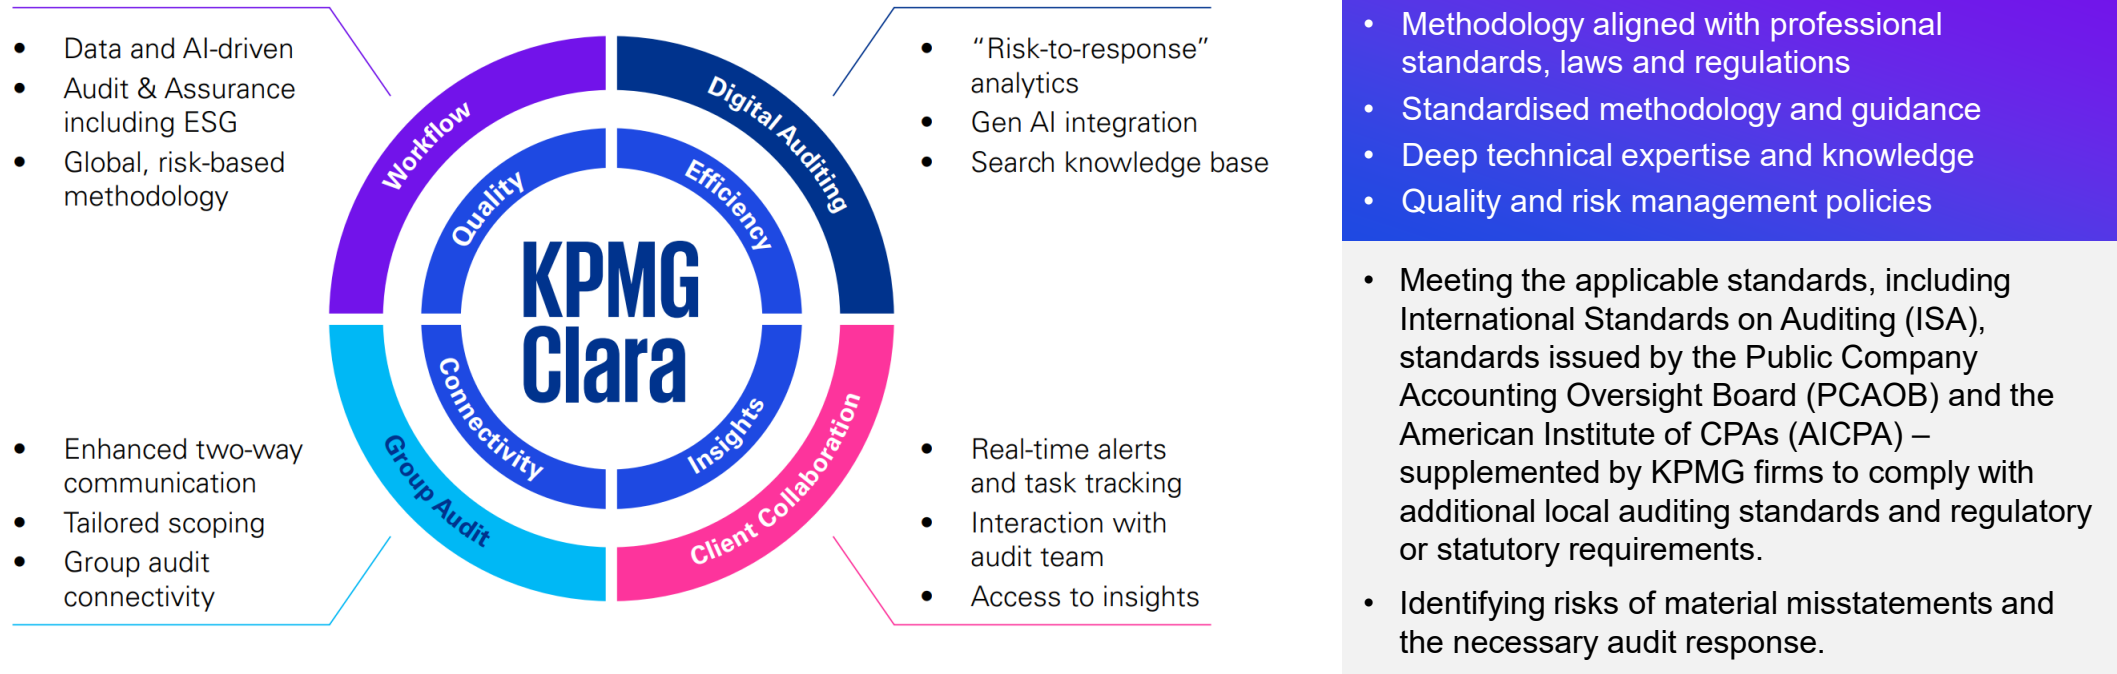 • Data and AI-driven
• Audit & Assurance
including ESG
• Global, risk-based
methodology
• “Risk-to-response”
analytics
• Gen AI integration
• Search knowledge base
Workflow
Digital Auditing
Quality
Efficiency
KPMG
Clara
Connectivity
Insights
Group Audit
Client Collaboration
• Enhanced two-way
communication
• Tailored scoping
• Group audit
connectivity
• Real-time alerts
and task tracking
• Interaction with
audit team
• Access to insights
• Methodology aligned with professional
standards, laws and regulations
• Standardised methodology and guidance
• Deep technical expertise and knowledge
• Quality and risk management policies
• Meeting the applicable standards, including
International Standards on Auditing (ISA),
standards issued by the Public Company
Accounting Oversight Board (PCAOB) and the
American Institute of CPAs (AICPA) –
supplemented by KPMG firms to comply with
additional local auditing standards and regulatory
or statutory requirements.
• Identifying risks of material misstatements and
the necessary audit response.